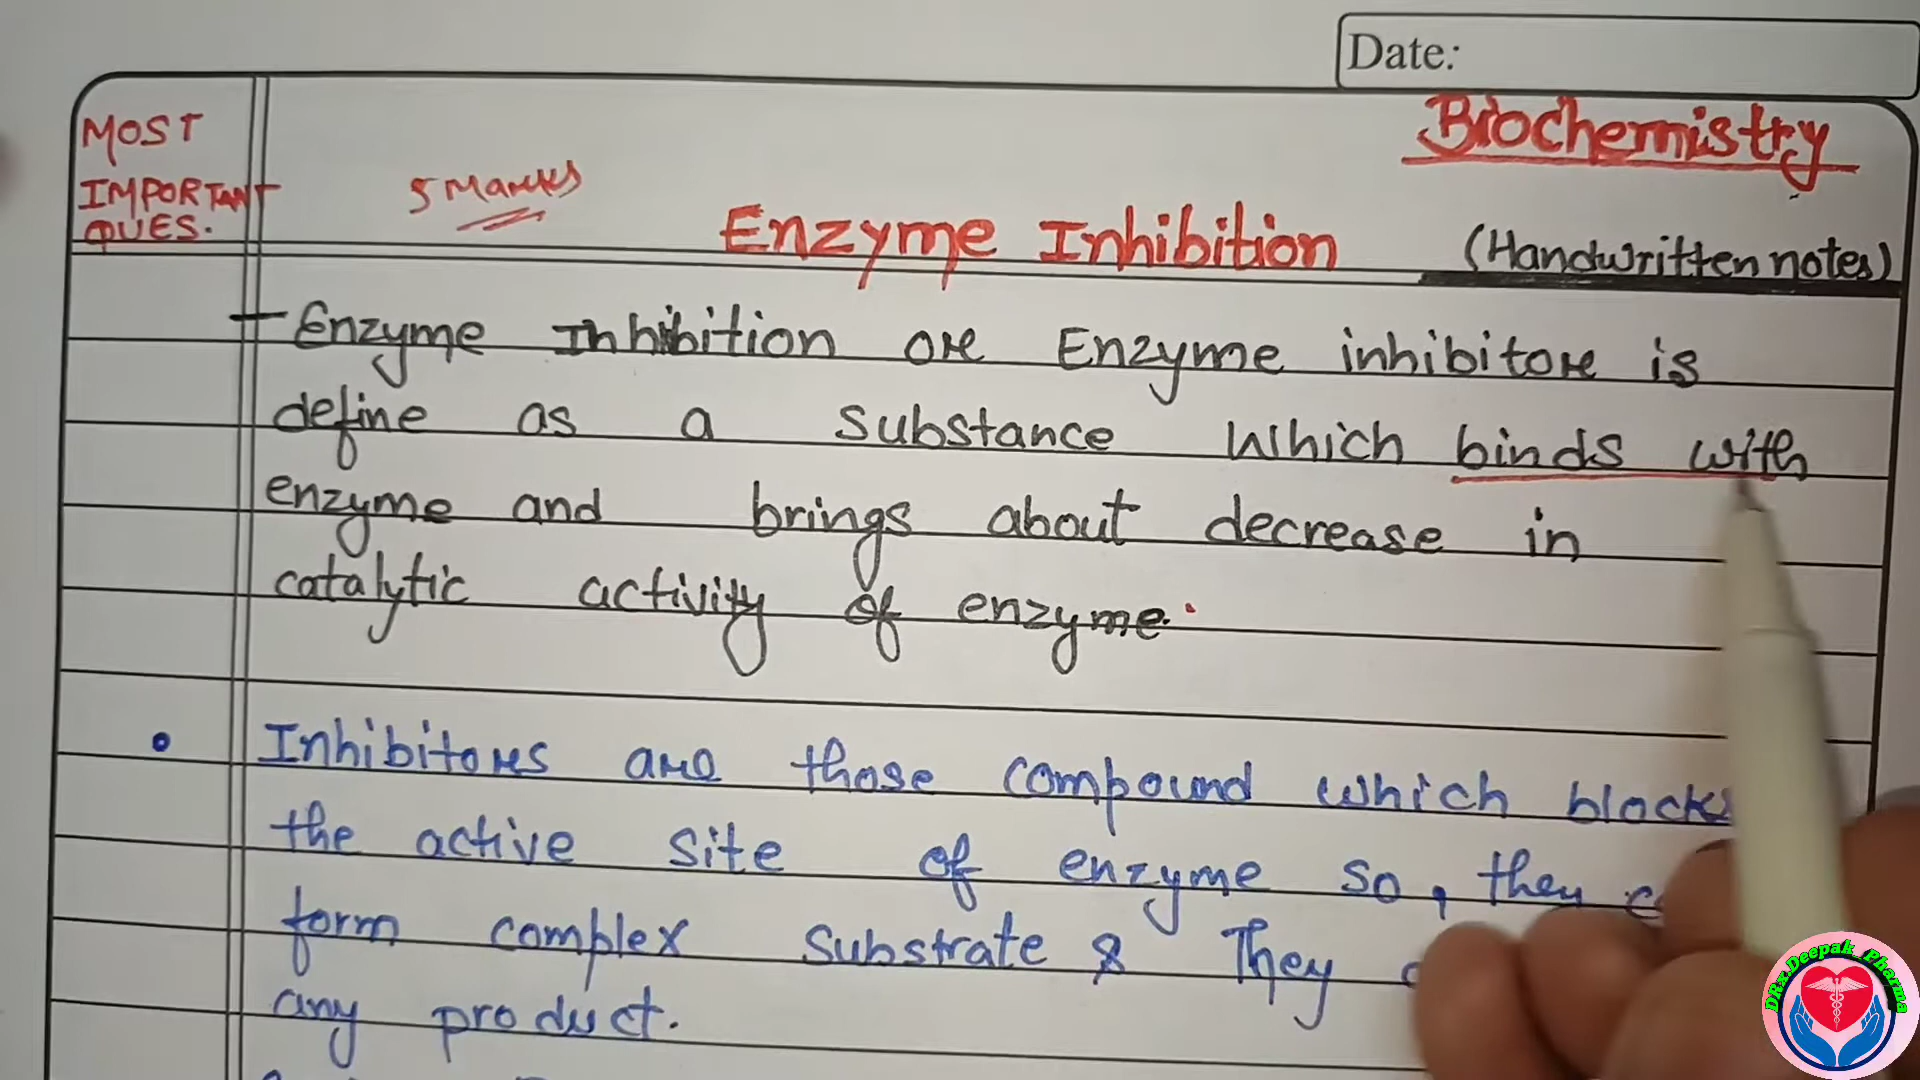 Date:
Biochemistry
MOST
IMPORTANT
QUES.
5 Marks
Enzyme Inhibition
(Handwritten notes)
- Enzyme Inhibition or Enzyme inhibitor is
define as a substance which binds with
enzyme and brings about decrease in
catalytic activity of enzyme.
• Inhibitors are those compound which block
the active site of enzyme so, they
form complex substrate & They
any product.
DRx.Deepak_Pharma